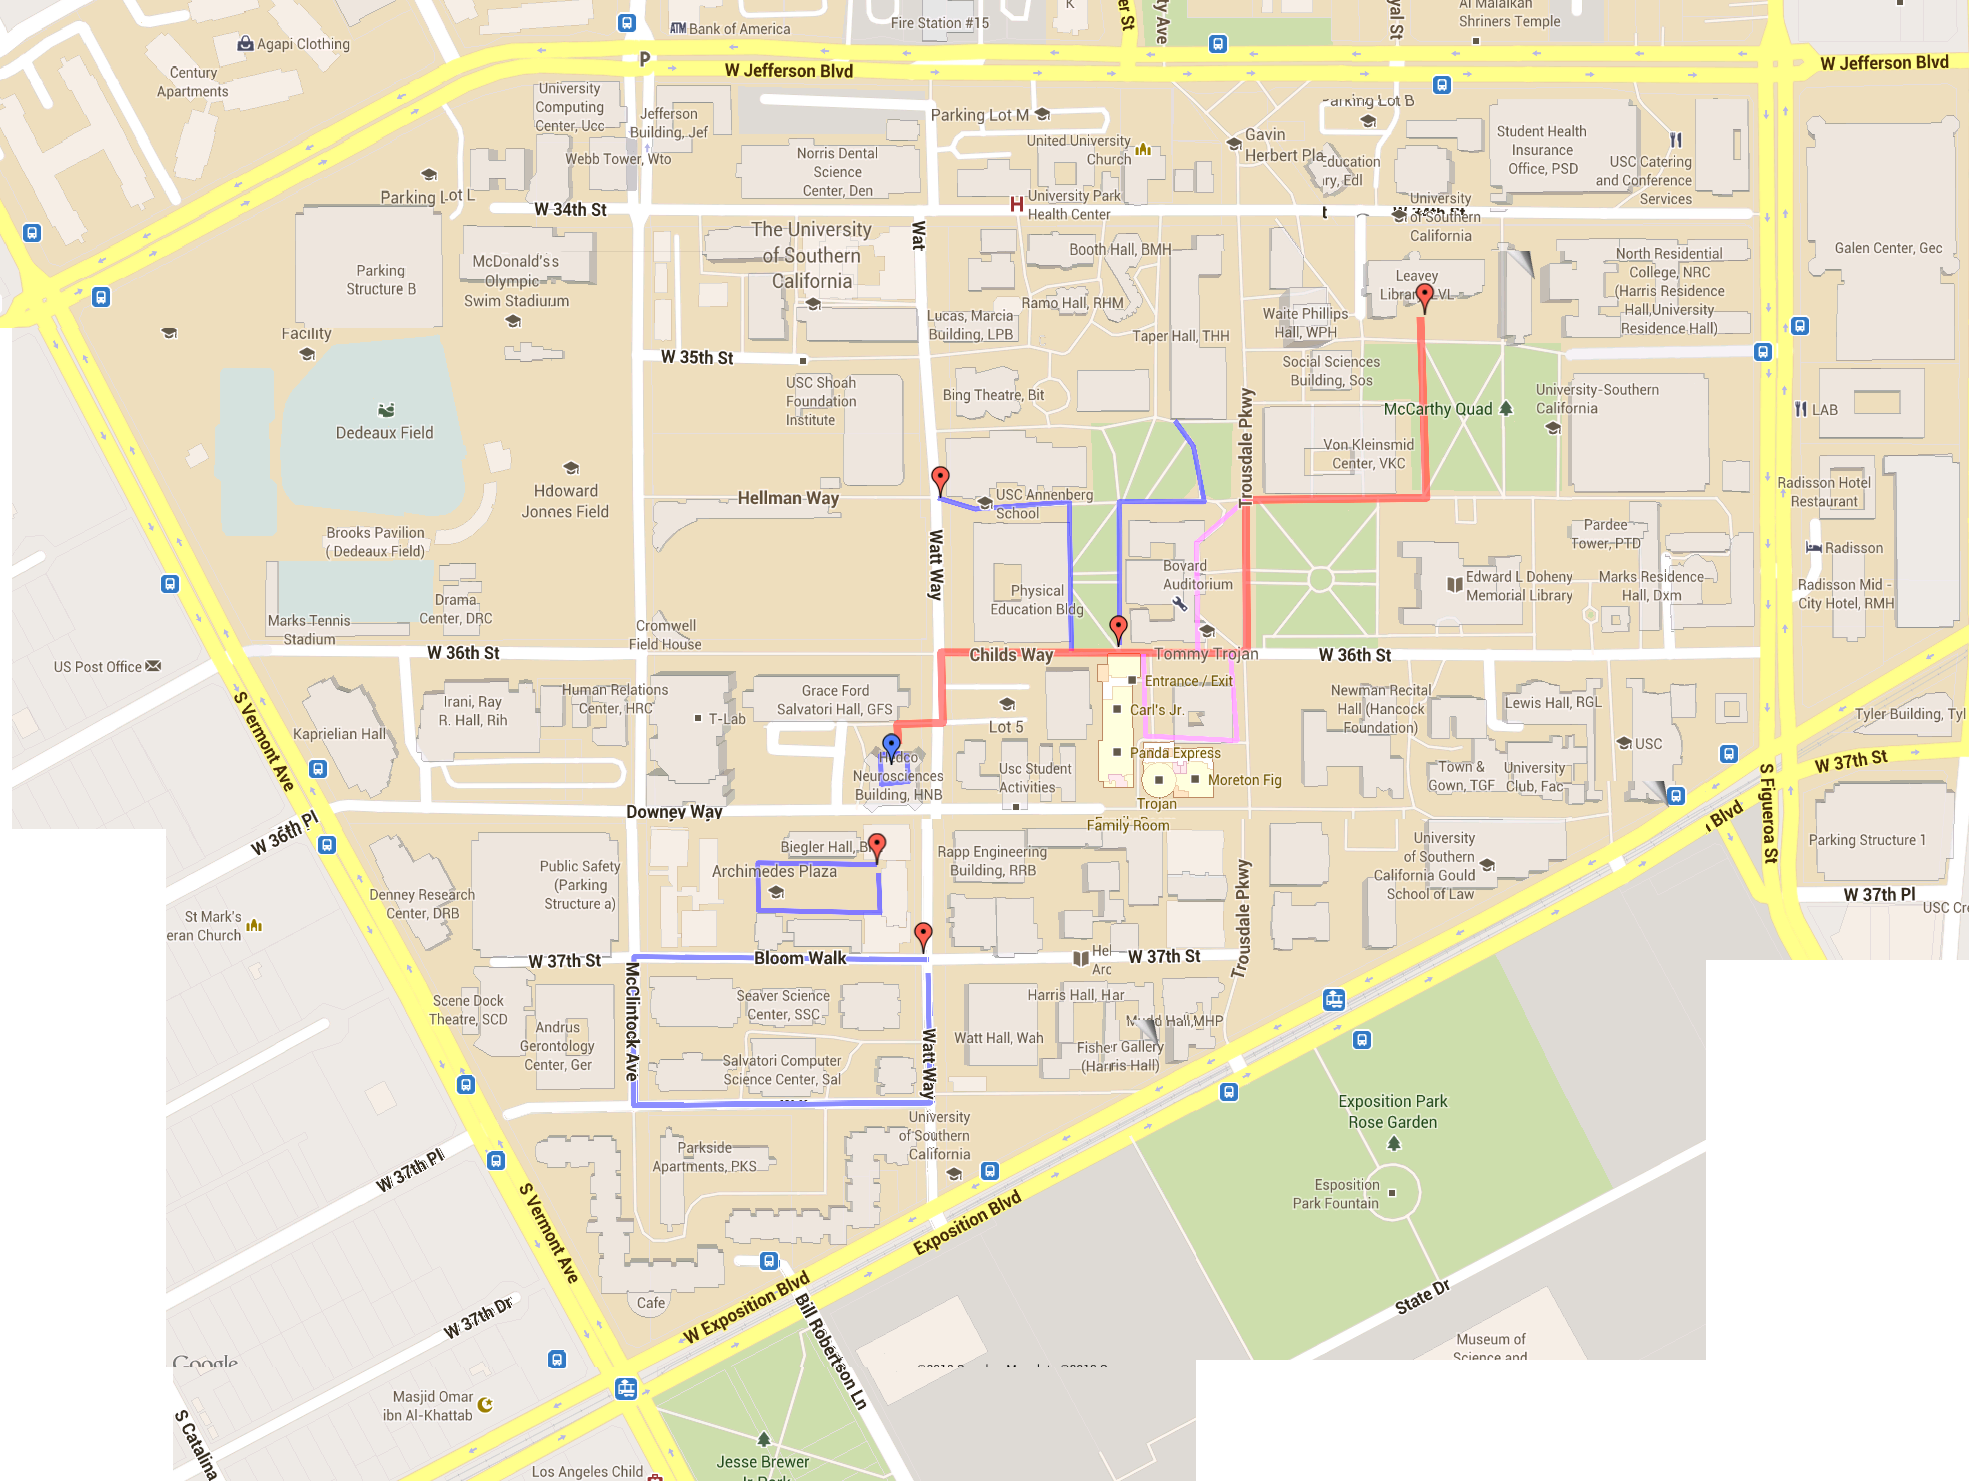 Fire Station #15
K
Al Malaikah
Shriners Temple
ATM Bank of America
Agapi Clothing
P
W Jefferson Blvd
W Jefferson Blvd
Century
Apartments
University
Computing
Center, Ucc
Jefferson
Building, Jef
Parking Lot M
Parking Lot B
Webb Tower, Wto
Norris Dental
Science
Center, Den
United University
Church
Gavin
Herbert Pla
Education
ry, Edl
Student Health
Insurance
Office, PSD
USC Catering
and Conference
Services
Parking Lot L
W 34th St
H
University Park
Health Center
University
of Southern
California
The University
of Southern
California
Wat
Parking
Structure B
McDonald'ss
Olympic
Swim Stadiuum
Booth Hall, BMH
Leavey
Library, LVL
North Residential
College, NRC
(Harris Residence
Hall,University
Residence Hall)
Galen Center, Gec
Ramo Hall, RHM
Lucas, Marcia
Building, LPB
Waite Phillips
Hall, WPH
Taper Hall, THH
Facility
W 35th St
Social Sciences
Building, Sos
USC Shoah
Foundation
Institute
Bing Theatre, Bit
Trousdale Pkwy
McCarthy Quad
University-Southern
California
LAB
Dedeaux Field
Von Kleinsmid
Center, VKC
Hdoward
Jonnes Field
Hellman Way
USC Annenberg
School
Radisson Hotel
Restaurant
Brooks Pavilion
( Dedeaux Field)
Watt Way
Pardee
Tower, PTD
Radisson
Bovard
Auditorium
Physical
Education Bldg
Edward L Doheny
Memorial Library
Marks Residence
Hall, Dxm
Radisson Mid -
City Hotel, RMH
Drama
Center, DRC
Marks Tennis
Stadium
Cromwell
Field House
US Post Office
W 36th St
Childs Way
Tommy Trojan
W 36th St
Entrance / Exit
Irani, Ray
R. Hall, Rih
Human Relations
Center, HRC
T-Lab
Grace Ford
Salvatori Hall, GFS
Lot 5
Carl's Jr.
Newman Recital
Hall (Hancock
Foundation)
Lewis Hall, RGL
Tyler Building, Tyl
Kaprielian Hall
S Vermont Ave
USC
Panda Express
Hedco
Neurosciences
Building, HNB
Usc Student
Activities
Moreton Fig
Town &
Gown, TGF
University
Club, Fac
W 37th St
S Figueroa St
Downey Way
Trojan
Family Room
Blvd
W 36th Pl
Public Safety
(Parking
Structure a)
Biegler Hall, B
Archimedes Plaza
Rapp Engineering
Building, RRB
University
of Southern
California Gould
School of Law
Parking Structure 1
Denney Research
Center, DRB
Trousdale Pkwy
W 37th Pl
USC Cre
St Mark's
eran Church
W 37th St
Bloom Walk
Hel
Arc
W 37th St
McClintock Ave
Scene Dock
Theatre, SCD
Andrus
Gerontology
Center, Ger
Seaver Science
Center, SSC
Harris Hall, Har
Mudd Hall,MHP
Watt Hall, Wah
Fisher Gallery
(Harris Hall)
Salvatori Computer
Science Center, Sal
Watt Way
University
of Southern
California
Exposition Park
Rose Garden
Parkside
Apartments, PKS
W 37th Pl
S Vermont Ave
Exposition
Park Fountain
Exposition Blvd
Cafe
W Exposition Blvd
Bill Robertson Ln
State Dr
W 37th Dr
Museum of
Science and
Google
Masjid Omar
ibn Al-Khattab
S Catalina
Los Angeles Child
Jesse Brewer
Jr Park